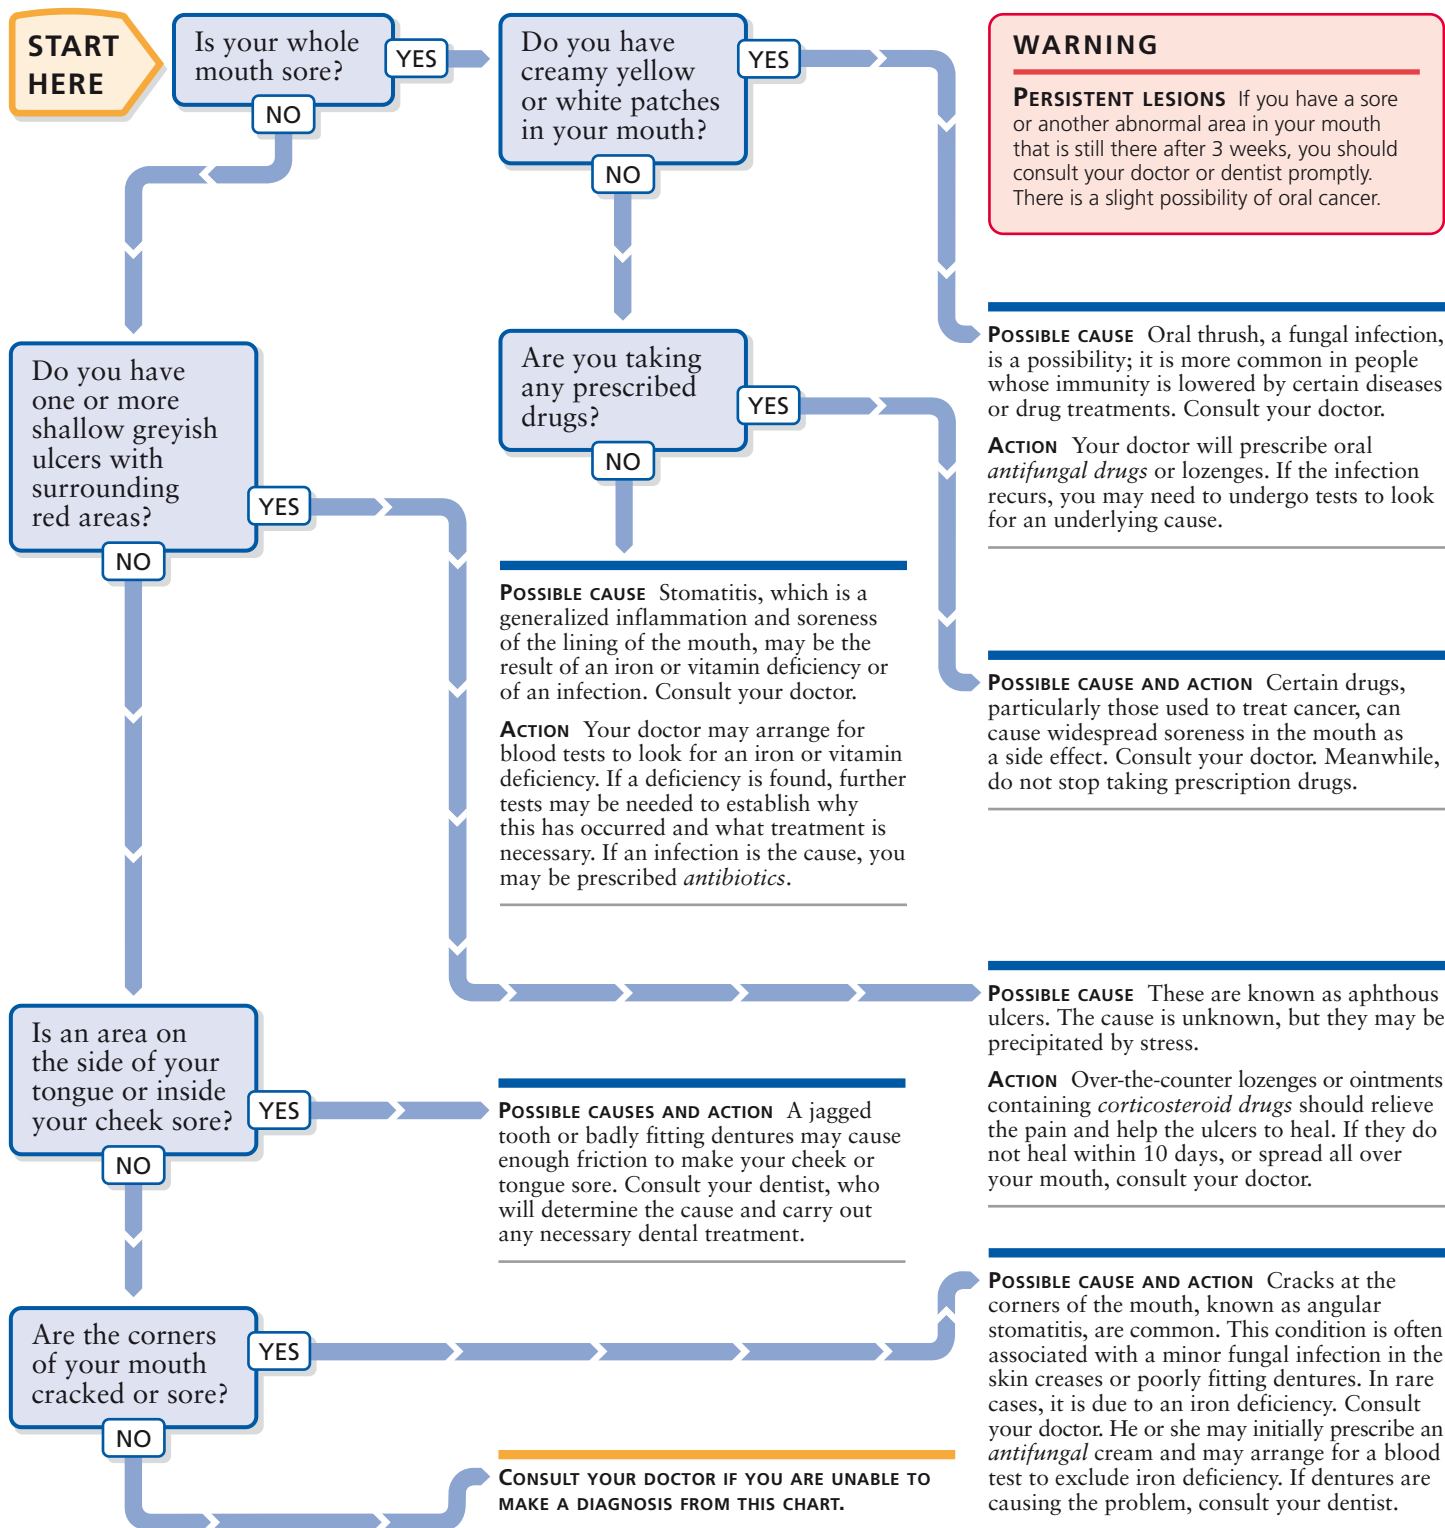 START
HERE
Is your whole
mouth sore?
YES
NO
Do you have
creamy yellow
or white patches
in your mouth?
YES
NO
WARNING
PERSISTENT LESIONS If you have a sore
or another abnormal area in your mouth
that is still there after 3 weeks, you should
consult your doctor or dentist promptly.
There is a slight possibility of oral cancer.
Do you have
one or more
shallow greyish
ulcers with
surrounding
red areas?
YES
NO
Are you taking
any prescribed
drugs?
YES
NO
POSSIBLE CAUSE Oral thrush, a fungal infection,
is a possibility; it is more common in people
whose immunity is lowered by certain diseases
or drug treatments. Consult your doctor.
ACTION Your doctor will prescribe oral
antifungal drugs or lozenges. If the infection
recurs, you may need to undergo tests to look
for an underlying cause.
POSSIBLE CAUSE Stomatitis, which is a
generalized inflammation and soreness
of the lining of the mouth, may be the
result of an iron or vitamin deficiency or
of an infection. Consult your doctor.
ACTION Your doctor may arrange for
blood tests to look for an iron or vitamin
deficiency. If a deficiency is found, further
tests may be needed to establish why
this has occurred and what treatment is
necessary. If an infection is the cause, you
may be prescribed antibiotics.
POSSIBLE CAUSE AND ACTION Certain drugs,
particularly those used to treat cancer, can
cause widespread soreness in the mouth as
a side effect. Consult your doctor. Meanwhile,
do not stop taking prescription drugs.
POSSIBLE CAUSE These are known as aphthous
ulcers. The cause is unknown, but they may be
precipitated by stress.
ACTION Over-the-counter lozenges or ointments
containing corticosteroid drugs should relieve
the pain and help the ulcers to heal. If they do
not heal within 10 days, or spread all over
your mouth, consult your doctor.
Is an area on
the side of your
tongue or inside
your cheek sore?
YES
NO
POSSIBLE CAUSES AND ACTION A jagged
tooth or badly fitting dentures may cause
enough friction to make your cheek or
tongue sore. Consult your dentist, who
will determine the cause and carry out
any necessary dental treatment.
Are the corners
of your mouth
cracked or sore?
YES
NO
POSSIBLE CAUSE AND ACTION Cracks at the
corners of the mouth, known as angular
stomatitis, are common. This condition is often
associated with a minor fungal infection in the
skin creases or poorly fitting dentures. In rare
cases, it is due to an iron deficiency. Consult
your doctor. He or she may initially prescribe an
antifungal cream and may arrange for a blood
test to exclude iron deficiency. If dentures are
causing the problem, consult your dentist.
CONSULT YOUR DOCTOR IF YOU ARE UNABLE TO
MAKE A DIAGNOSIS FROM THIS CHART.